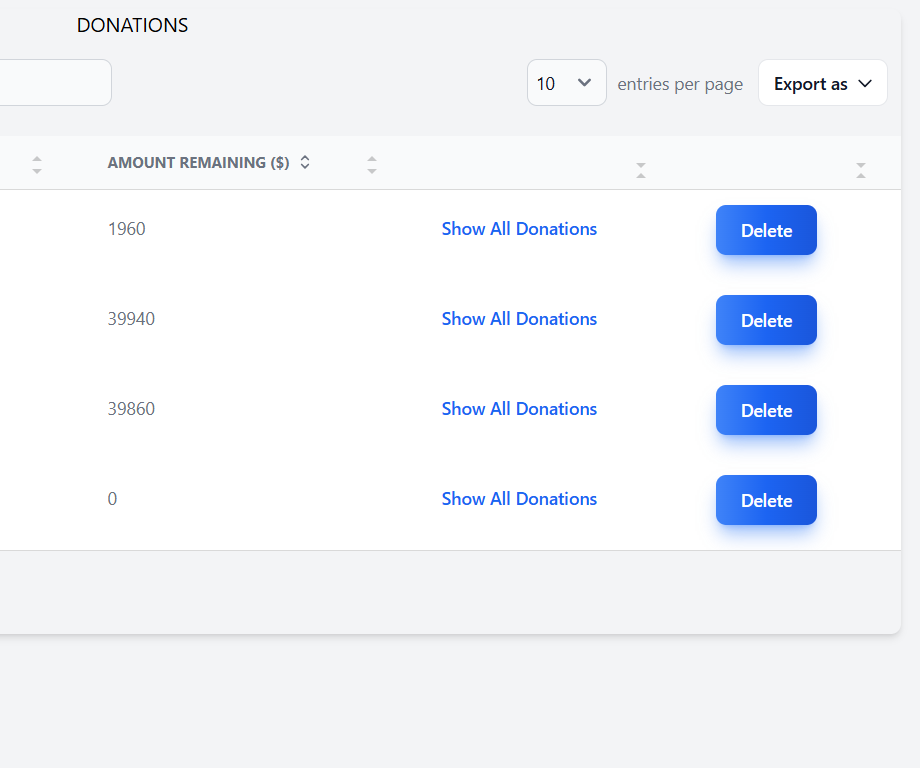 DONATIONS
10 entries per page Export as
AMOUNT REMAINING ($)
1960 Show All Donations Delete
39940 Show All Donations Delete
39860 Show All Donations Delete
0 Show All Donations Delete